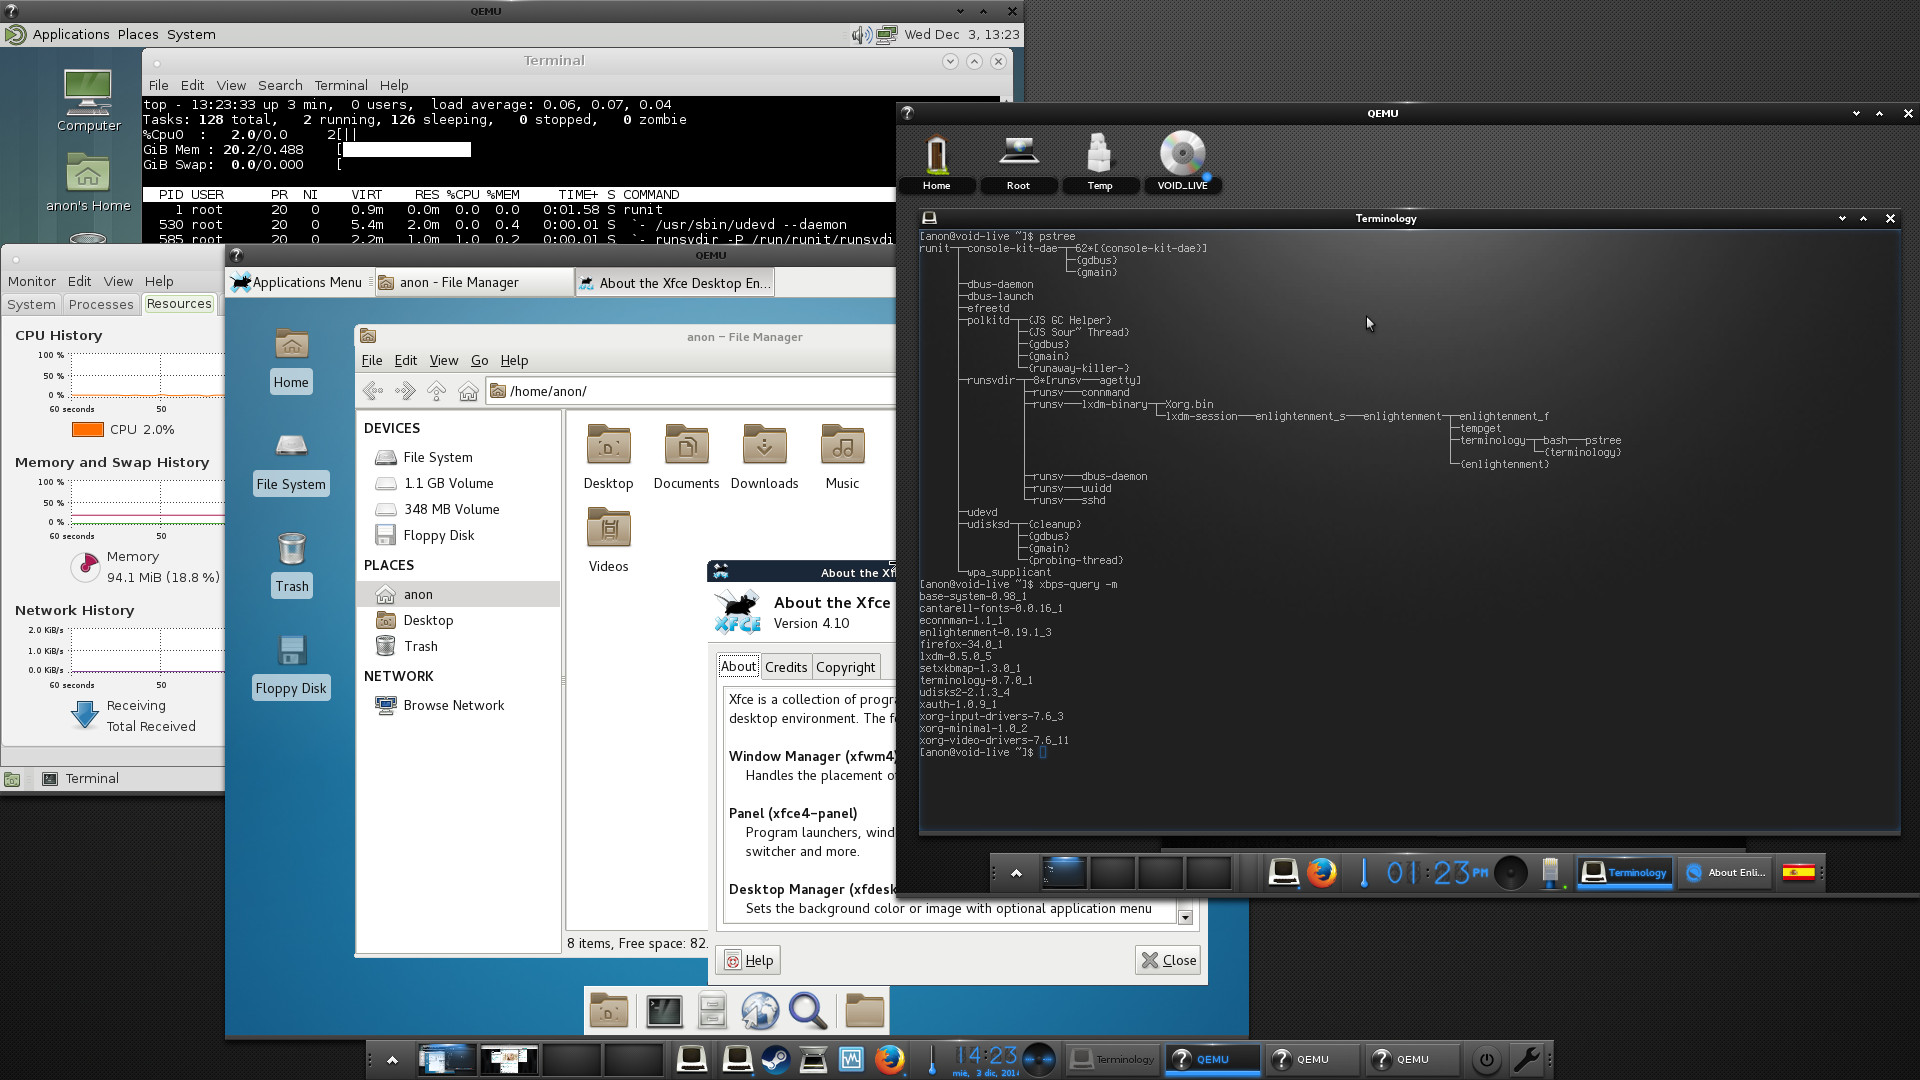 QEMU
Applications Places System
Wed Dec 3, 13:23
Computer
anon's Home
Terminal
File Edit View Search Terminal Help
top - 13:23:33 up 3 min, 0 users, load average: 0.06, 0.07, 0.04
Tasks: 128 total, 2 running, 126 sleeping, 0 stopped, 0 zombie
%Cpu0 : 2.0/0.0 2[||
GiB Mem : 20.2/0.488 [
GiB Swap: 0.0/0.000 [
PID USER PR NI VIRT RES %CPU %MEM TIME+ S COMMAND
1 root 20 0 0.9m 0.0m 0.0 0.0 0:01.58 S runit
530 root 20 0 5.4m 2.0m 0.0 0.4 0:00.01 S `- /usr/sbin/udevd --daemon
585 root 20 0 2.2m 1.0m 0.0 0.2 0:00.01 S `- runsvdir -P /run/runit/runsvdi
Monitor Edit View Help
System Processes Resources
CPU History
100 %
50 %
0 %
60 seconds 50
CPU 2.0%
Memory and Swap History
100 %
50 %
0 %
60 seconds 50
Memory
94.1 MiB (18.8 %)
Network History
2.0 KiB/s
1.0 KiB/s
0.0 KiB/s
60 seconds 50
Receiving
Total Received
Terminal
QEMU
Applications Menu
anon - File Manager
About the Xfce Desktop En...
Home
File System
Trash
Floppy Disk
anon – File Manager
File Edit View Go Help
/home/anon/
DEVICES
File System
1.1 GB Volume
348 MB Volume
Floppy Disk
PLACES
anon
Desktop
Trash
NETWORK
Browse Network
Desktop
Documents
Downloads
Music
Videos
8 items, Free space: 82.
About the Xf
About the Xfce
Version 4.10
XFCE
About Credits Copyright
Xfce is a collection of progr
desktop environment. The f
Window Manager (xfwm4)
Handles the placement o
Panel (xfce4-panel)
Program launchers, wind
switcher and more.
Desktop Manager (xfdesk
Sets the background color or image with optional application menu
Help
Close
QEMU
Home
Root
Temp
VOID_LIVE
Terminology
[anon@void-live ~]$ pstree
runit─┬─console-kit-dae─┬─62*[{console-kit-dae}]
├─{gdbus}
└─{gmain}
├─dbus-daemon
├─dbus-launch
├─efreetd
├─polkitd─┬─{JS GC Helper}
├─{JS Sour~ Thread}
├─{gdbus}
├─{gmain}
└─{runaway-killer-}
├─runsvdir─┬─8*[runsv───agetty]
├─runsv───connmand
├─runsv───lxdm-binary─┬─Xorg.bin
└─lxdm-session───enlightenment_s───enlightenment─┬─enlightenment_f
├─tempget
├─terminology─┬─bash───pstree
└─{terminology}
└─{enlightenment}
├─runsv───dbus-daemon
├─runsv───uuidd
└─runsv───sshd
├─udevd
├─udisksd─┬─{cleanup}
├─{gdbus}
├─{gmain}
└─{probing-thread}
└─wpa_supplicant
[anon@void-live ~]$ xbps-query -m
base-system-0.98_1
cantarell-fonts-0.0.16_1
econnman-1.1_1
enlightenment-0.19.1_3
firefox-34.0_1
lxdm-0.5.0_5
setxkbmap-1.3.0_1
terminology-0.7.0_1
udisks2-2.1.3_4
xauth-1.0.9_1
xorg-input-drivers-7.6_3
xorg-minimal-1.0_2
xorg-video-drivers-7.6_11
[anon@void-live ~]$
01:23PM
Terminology
About Enli...
14:23
mié, 3 dic, 2014
Terminology
QEMU
QEMU
QEMU